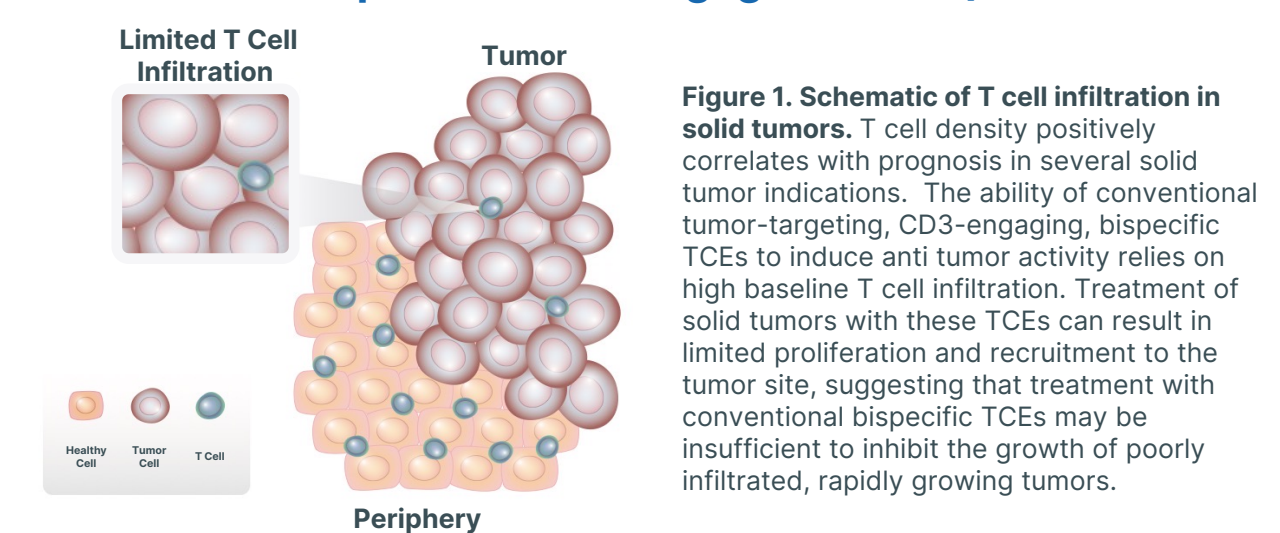 Limited T Cell
Infiltration
Tumor
Figure 1. Schematic of T cell infiltration in
solid tumors. T cell density positively
correlates with prognosis in several solid
tumor indications.  The ability of conventional
tumor-targeting, CD3-engaging, bispecific
TCEs to induce anti tumor activity relies on
high baseline T cell infiltration. Treatment of
solid tumors with these TCEs can result in
limited proliferation and recruitment to the
tumor site, suggesting that treatment with
conventional bispecific TCEs may be
insufficient to inhibit the growth of poorly
infiltrated, rapidly growing tumors.
Healthy
Cell
Tumor
Cell
T Cell
Periphery